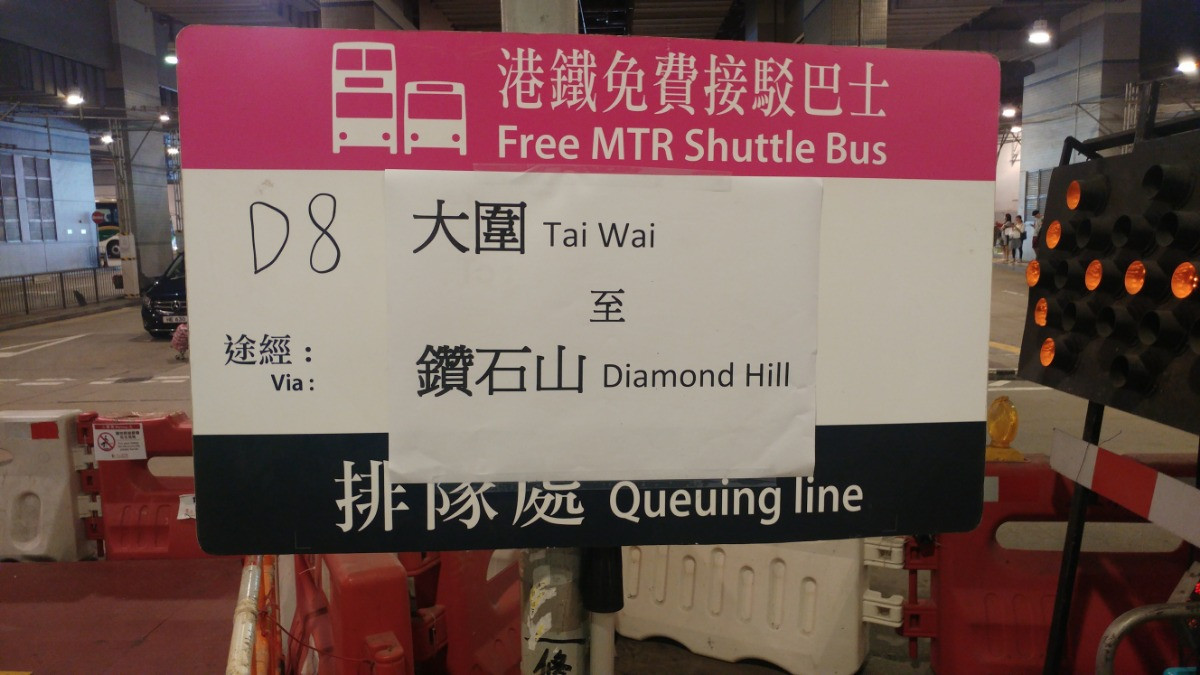 港鐵免費接駁巴士
Free MTR Shuttle Bus
D8
大圍 Tai Wai
至
途經：
Via :
鑽石山 Diamond Hill
排隊處 Queuing line